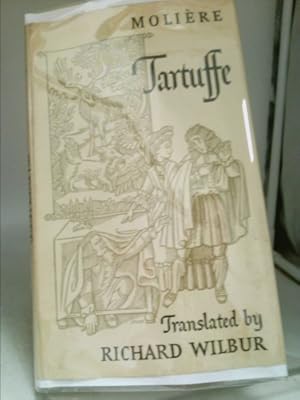 MOLIÈRE
Tartuffe
Translated by
RICHARD WILBUR